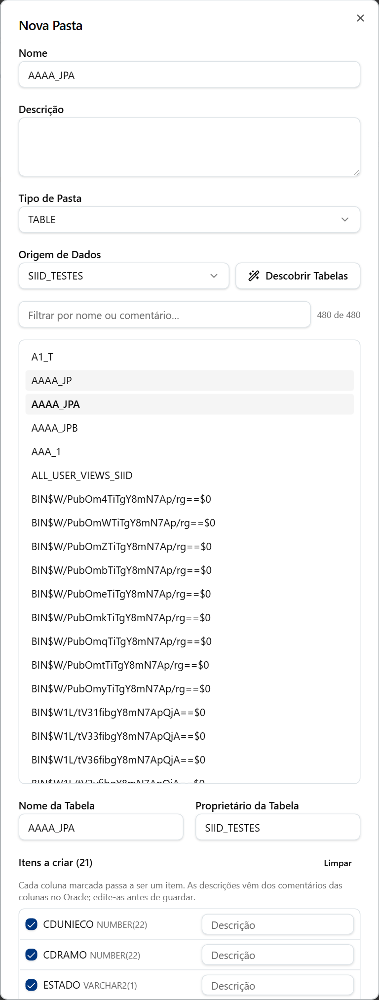 Nova Pasta
Nome
AAAA_JPA
Descrição
Tipo de Pasta
TABLE
Origem de Dados
SIID_TESTES
Descobrir Tabelas
Filtrar por nome ou comentário...
480 de 480
A1_T
AAAA_JP
AAAA_JPA
AAAA_JPB
AAA_1
ALL_USER_VIEWS_SIID
BIN$W/PubOm4TiTgY8mN7Ap/rg==$0
BIN$W/PubOmWTiTgY8mN7Ap/rg==$0
BIN$W/PubOmZTiTgY8mN7Ap/rg==$0
BIN$W/PubOmbTiTgY8mN7Ap/rg==$0
BIN$W/PubOmeTiTgY8mN7Ap/rg==$0
BIN$W/PubOmkTiTgY8mN7Ap/rg==$0
BIN$W/PubOmqTiTgY8mN7Ap/rg==$0
BIN$W/PubOmtTiTgY8mN7Ap/rg==$0
BIN$W/PubOmyTiTgY8mN7Ap/rg==$0
BIN$W1L/tV31fibgY8mN7ApQjA==$0
BIN$W1L/tV33fibgY8mN7ApQjA==$0
BIN$W1L/tV36fibgY8mN7ApQjA==$0
Nome da Tabela
Proprietário da Tabela
AAAA_JPA
SIID_TESTES
Itens a criar (21)
Limpar
Cada coluna marcada passa a ser um item. As descrições vêm dos comentários das
colunas no Oracle; edite-as antes de guardar.
CDUNIECO NUMBER(22)
Descrição
CDRAMO NUMBER(22)
Descrição
ESTADO VARCHAR2(1)
Descrição